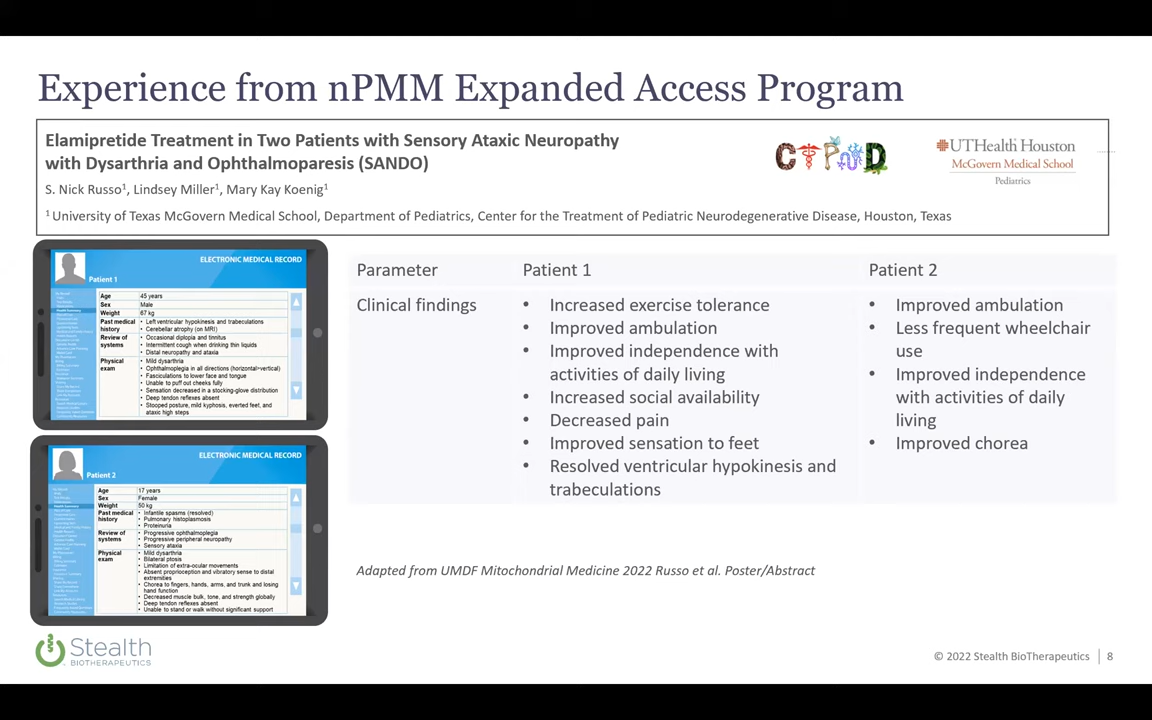 Experience from nPMM Expanded Access Program
Elamipretide Treatment in Two Patients with Sensory Ataxic Neuropathy
with Dysarthria and Ophthalmoparesis (SANDO)
S. Nick Russo1, Lindsey Miller1, Mary Kay Koenig1
1 University of Texas McGovern Medical School, Department of Pediatrics, Center for the Treatment of Pediatric Neurodegenerative Disease, Houston, Texas
UTHealth Houston
McGovern Medical School
Pediatrics
ELECTRONIC MEDICAL RECORD
Patient 1
Age 45 years
Sex Male
Weight 67 kg
Past medical history • Left ventricular hypokinesis and trabeculations
• Cerebellar atrophy (on MRI)
Review of systems • Occasional diplopia and tinnitus
• Intermittent cough when drinking thin liquids
• Distal neuropathy and ataxia
Physical exam • Mild dysarthria
• Ophthalmoplegia in all directions (horizontal>vertical)
• Fasciculations to lower face and tongue
• Unable to puff out cheeks fully
• Sensation decreased in a stocking-glove distribution
• Deep tendon reflexes absent
• Stooped posture, mild kyphosis, everted feet, and
ataxic high steps
ELECTRONIC MEDICAL RECORD
Patient 2
Age 17 years
Sex Female
Weight 50 kg
Past medical history • Infantile spasms (resolved)
• Pulmonary histoplasmosis
• Proteinuria
Review of systems • Progressive ophthalmoplegia
• Progressive peripheral neuropathy
• Sensory ataxia
Physical exam • Mild dysarthria
• Bilateral ptosis
• Limitation of extra-ocular movements
• Absent proprioception and vibratory sense to distal
extremities
• Chorea to fingers, hands, arms, and trunk and losing
hand function
• Decreased muscle bulk, tone, and strength globally
• Deep tendon reflexes absent
• Unable to stand or walk without significant support
Parameter Patient 1 Patient 2
Clinical findings
• Increased exercise tolerance
• Improved ambulation
• Improved independence with
activities of daily living
• Increased social availability
• Decreased pain
• Improved sensation to feet
• Resolved ventricular hypokinesis and
trabeculations
• Improved ambulation
• Less frequent wheelchair
use
• Improved independence
with activities of daily
living
• Improved chorea
Adapted from UMDF Mitochondrial Medicine 2022 Russo et al. Poster/Abstract
Stealth
BIOTHERAPEUTICS
© 2022 Stealth BioTherapeutics 8